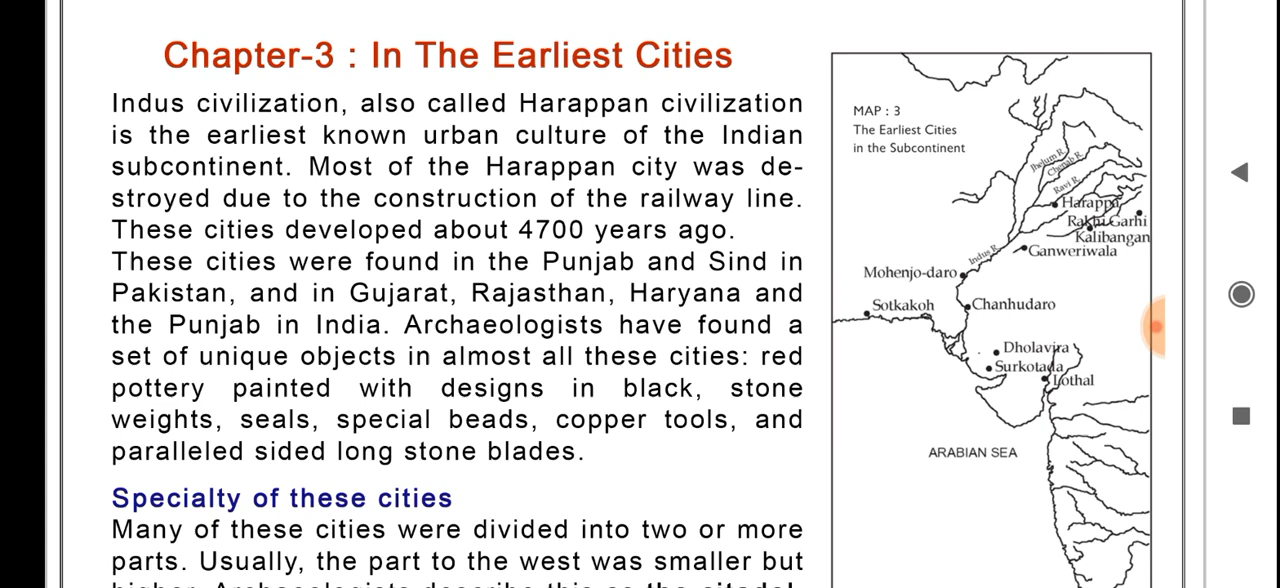 Chapter-3 : In The Earliest Cities
Indus civilization, also called Harappan civilization
is the earliest known urban culture of the Indian
subcontinent. Most of the Harappan city was de-
stroyed due to the construction of the railway line.
These cities developed about 4700 years ago.
These cities were found in the Punjab and Sind in
Pakistan, and in Gujarat, Rajasthan, Haryana and
the Punjab in India. Archaeologists have found a
set of unique objects in almost all these cities: red
pottery painted with designs in black, stone
weights, seals, special beads, copper tools, and
paralleled sided long stone blades.
Specialty of these cities
Many of these cities were divided into two or more
parts. Usually, the part to the west was smaller but
higher. Archaeologists describe this as the citadel.
MAP : 3
The Earliest Cities
in the Subcontinent
Jhelum R.
Chenab R.
Ravi R.
Harappa
Rakhi Garhi
Kalibangan
Ganweriwala
Indus R.
Mohenjo-daro
Sotkakoh
Chanhudaro
Dholavira
Surkotada
Lothal
ARABIAN SEA